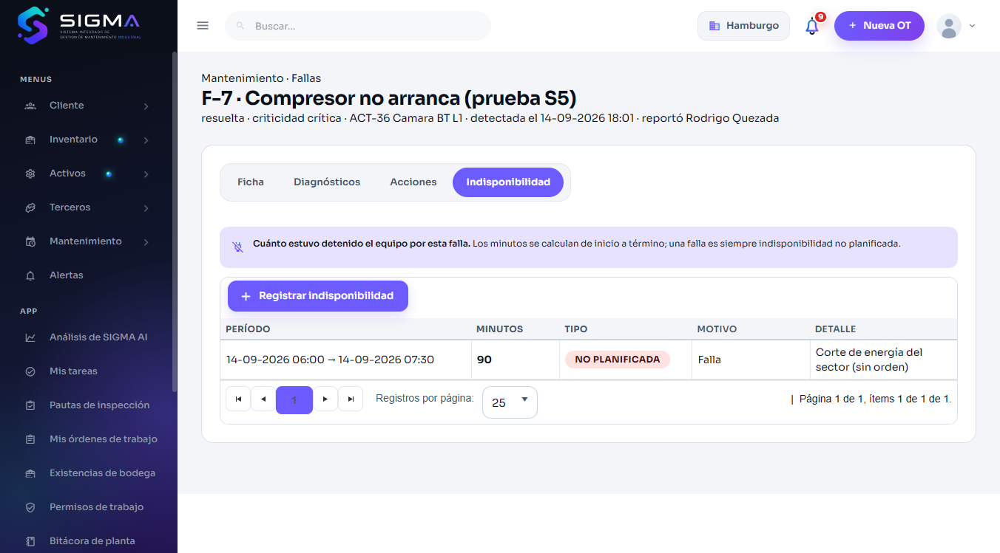 SIGMA
SISTEMA INTEGRADO DE
GESTION DE MANTENIMIENTO INDUSTRIAL
Buscar...
Hamburgo
9
+ Nueva OT
MENUS
Cliente
Inventario
Activos
Terceros
Mantenimiento
Alertas
APP
Análisis de SIGMA AI
Mis tareas
Pautas de inspección
Mis órdenes de trabajo
Existencias de bodega
Permisos de trabajo
Bitácora de planta
Mantenimiento · Fallas
F-7 · Compresor no arranca (prueba S5)
resuelta · criticidad crítica · ACT-36 Camara BT L1 · detectada el 14-09-2026 18:01 · reportó Rodrigo Quezada
Ficha Diagnósticos Acciones Indisponibilidad
Cuánto estuvo detenido el equipo por esta falla. Los minutos se calculan de inicio a término; una falla es siempre indisponibilidad no planificada.
+ Registrar indisponibilidad
PERÍODO MINUTOS TIPO MOTIVO DETALLE
14-09-2026 06:00 → 14-09-2026 07:30 90 NO PLANIFICADA Falla Corte de energía del
sector (sin orden)
1 Registros por página: 25 | Página 1 de 1, ítems 1 de 1 de 1.